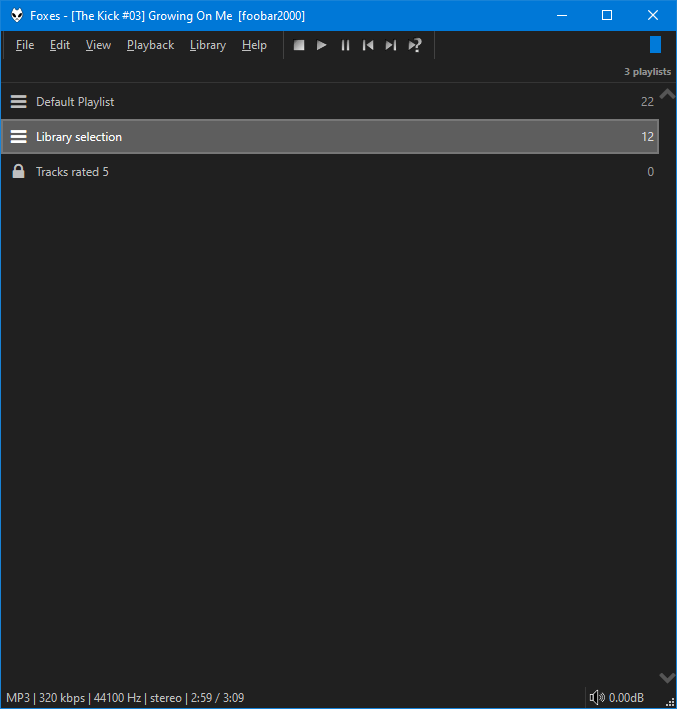 Foxes - [The Kick #03] Growing On Me [foobar2000]
File Edit View Playback Library Help
3 playlists
Default Playlist 22
Library selection 12
Tracks rated 5 0
MP3 | 320 kbps | 44100 Hz | stereo | 2:59 / 3:09 0.00dB